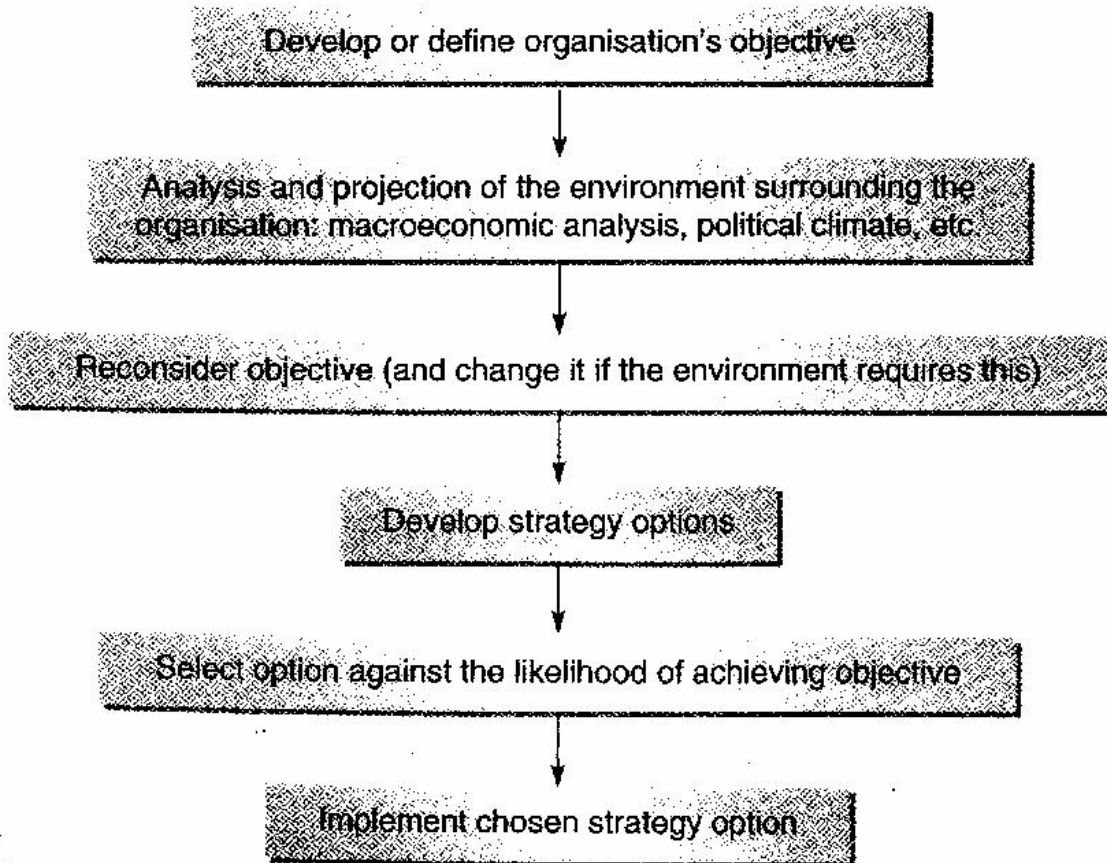 Develop or define organisation's objective
Analysis and projection of the environment surrounding the
organisation: macroeconomic analysis, political climate, etc.
Reconsider objective (and change it if the environment requires this)
Develop strategy options
Select option against the likelihood of achieving objective
Implement chosen strategy option